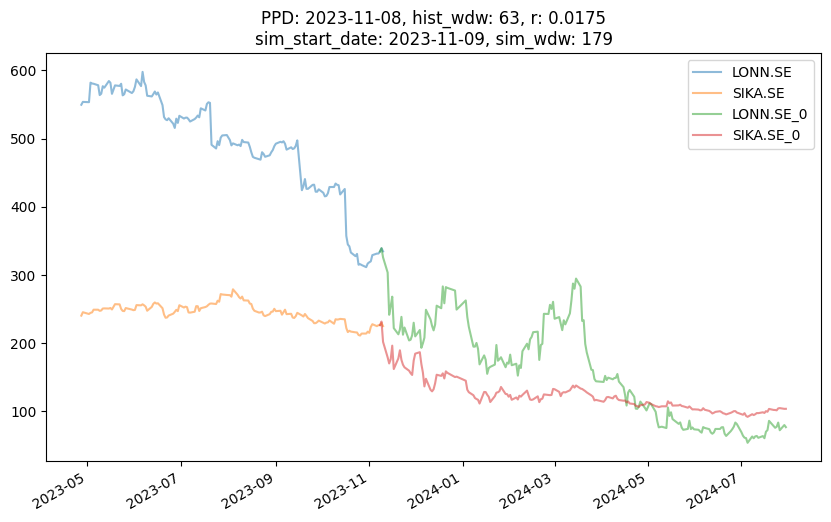 PPD: 2023-11-08, hist_wdw: 63, r: 0.0175
sim_start_date: 2023-11-09, sim_wdw: 179
LONN.SE
SIKA.SE
LONN.SE_0
SIKA.SE_0
600
500
400
300
200
100
2023-05
2023-07
2023-09
2023-11
2024-01
2024-03
2024-05
2024-07